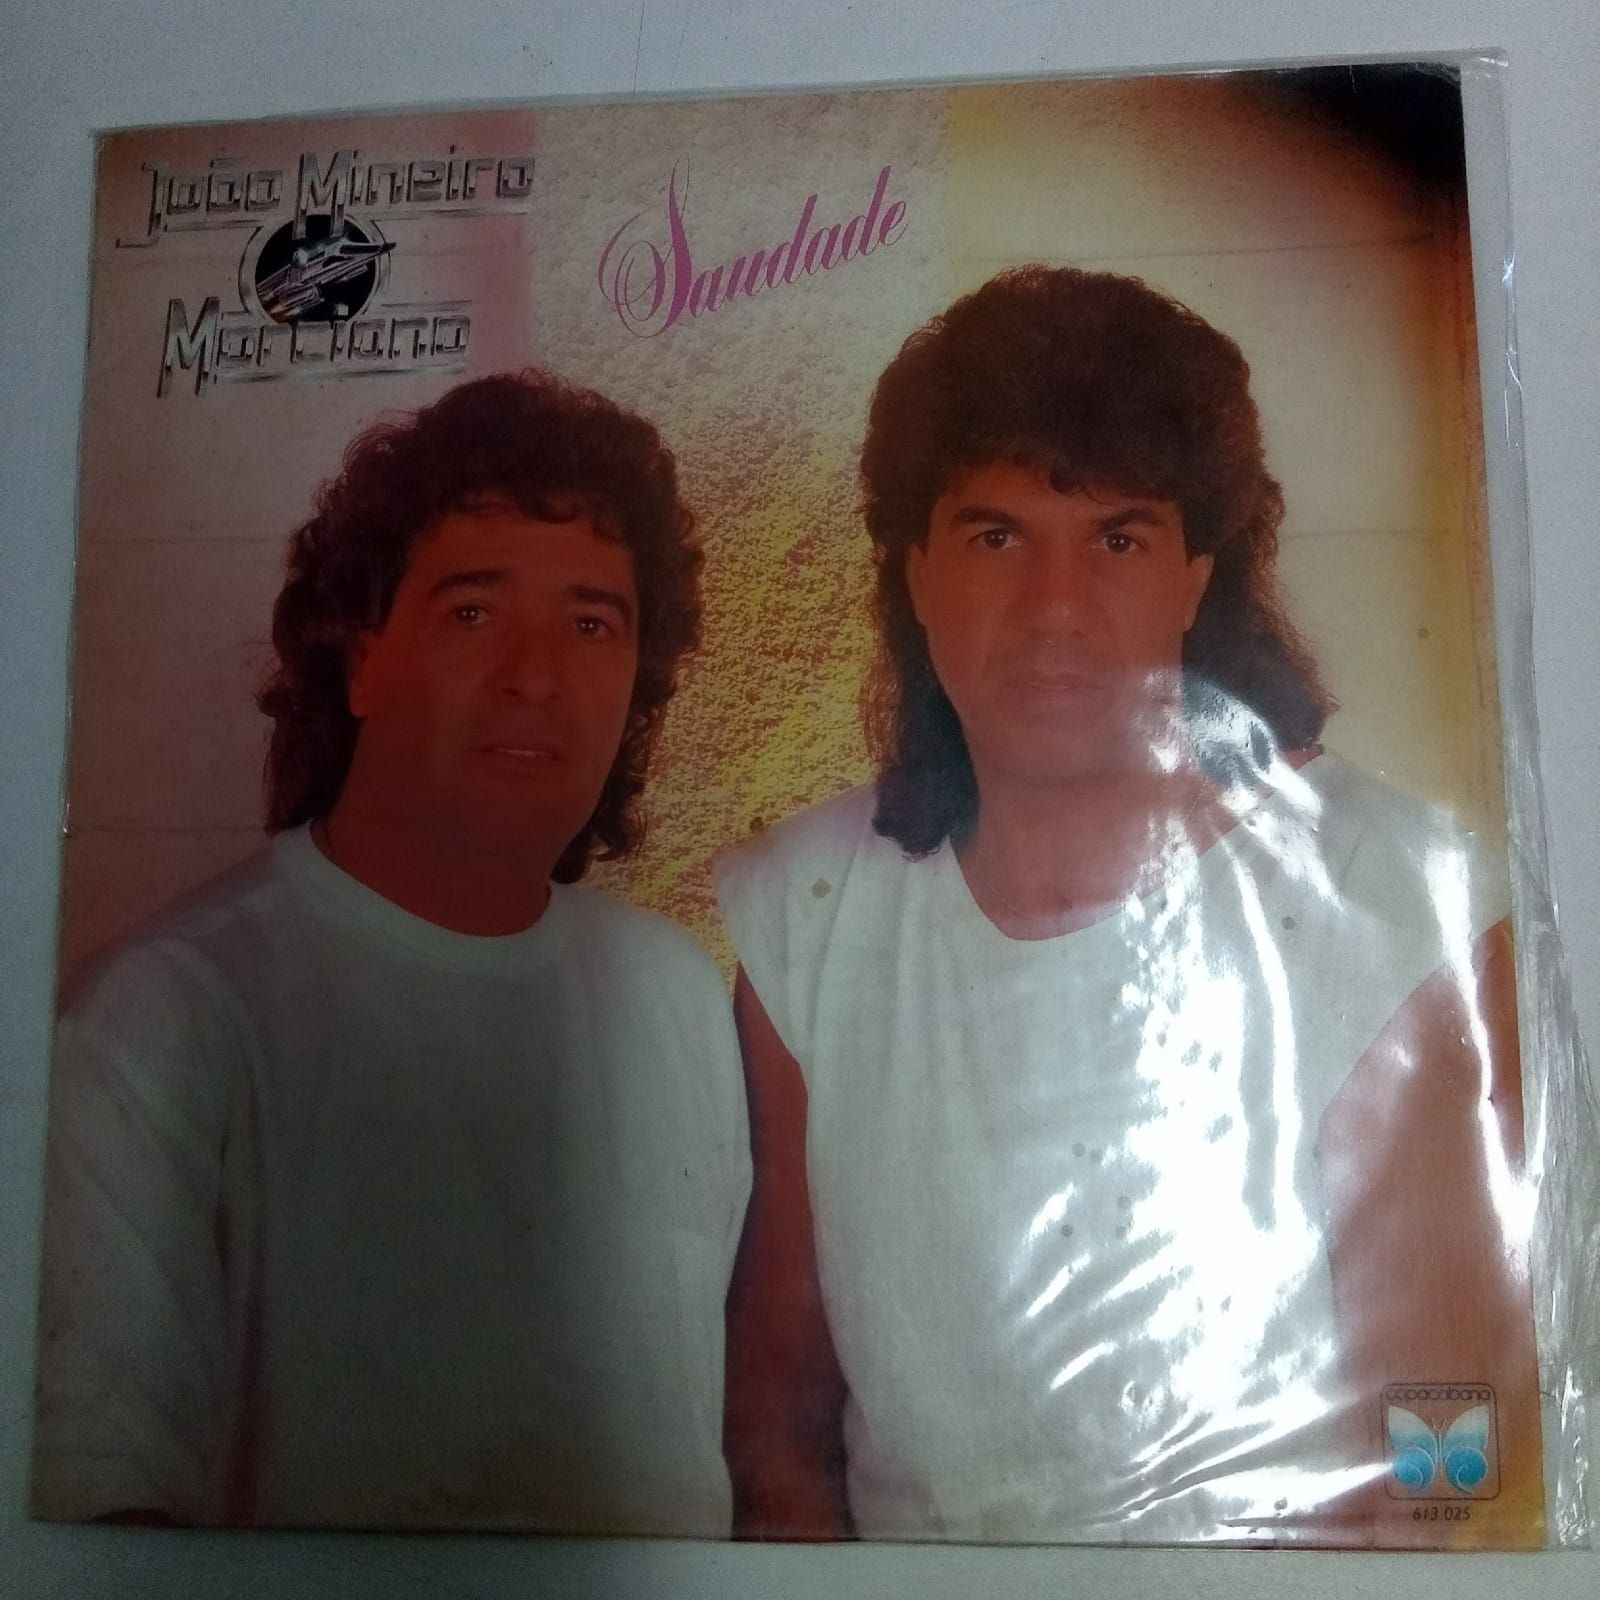 João Mineiro
Marciano
Saudade
copacabana
613.025